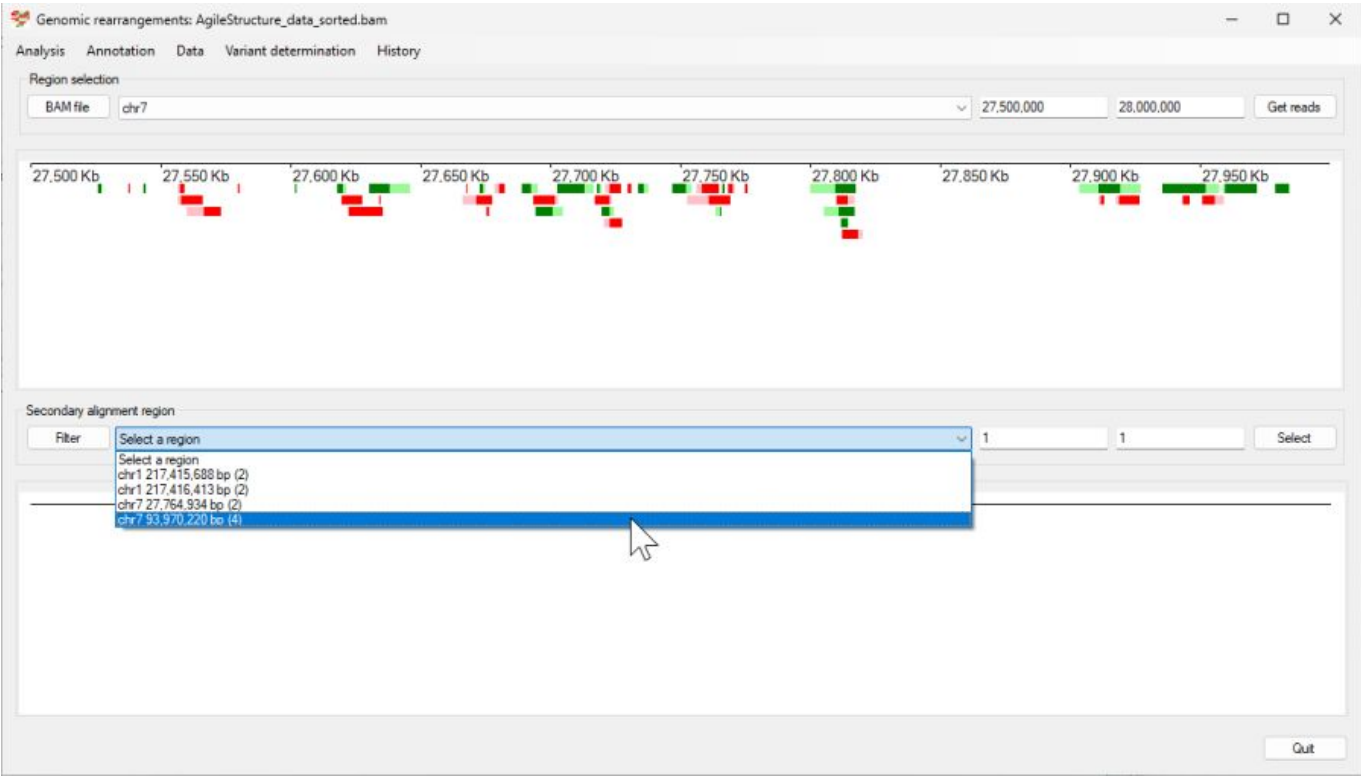 Genomic rearrangements: AgileStructure_data_sorted.bam
Analysis Annotation Data Variant determination History
Region selection
BAM file chr7 27,500,000 28,000,000 Get reads
27,500 Kb 27,550 Kb 27,600 Kb 27,650 Kb 27,700 Kb 27,750 Kb 27,800 Kb 27,850 Kb 27,900 Kb 27,950 Kb
Secondary alignment region
Filter Select a region 1 1 Select
Select a region
chr1 217,415,688 bp (2)
chr1 217,416,413 bp (2)
chr7 27,764,934 bp (2)
chr7 93,970,220 bp (4)
Quit